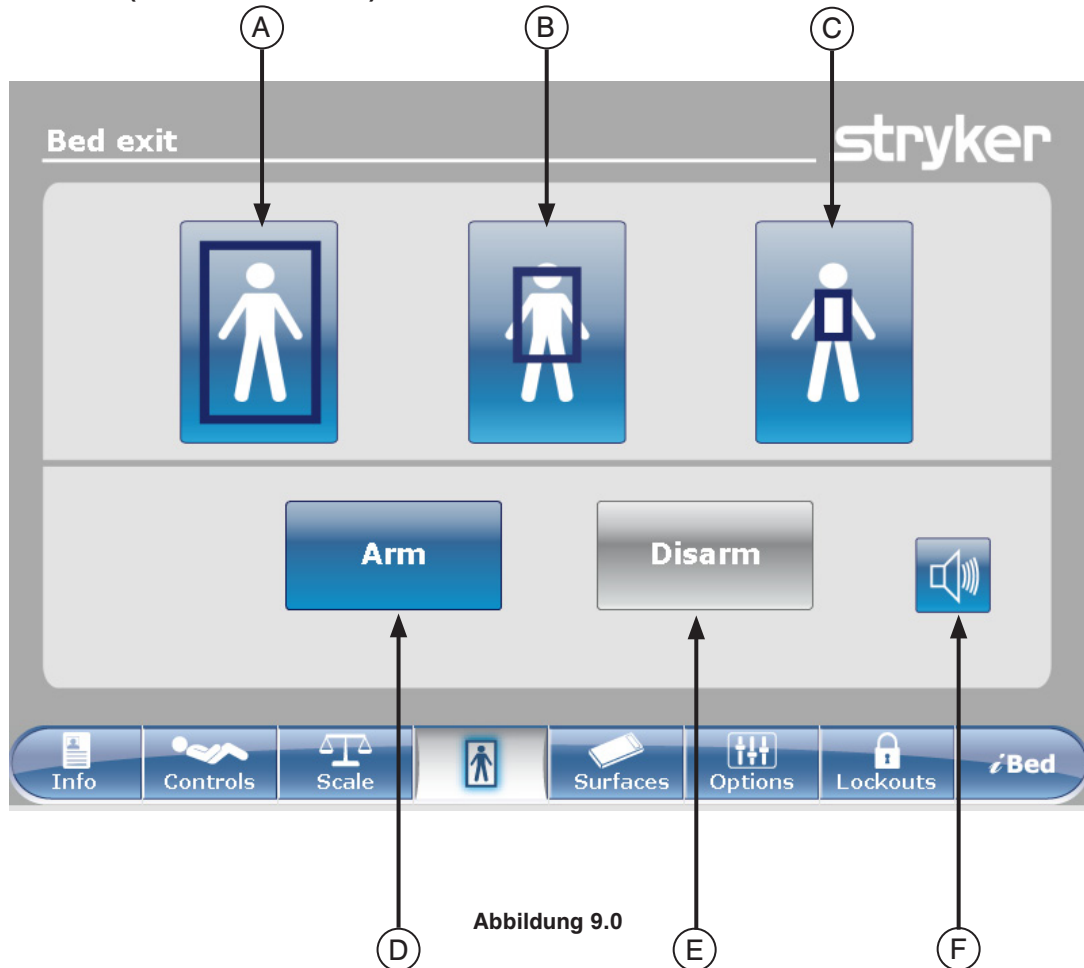 A B C
Bed exit
stryker
Arm Disarm
Info Controls Scale Surfaces Options Lockouts iBed
Abbildung 9.0
D E F